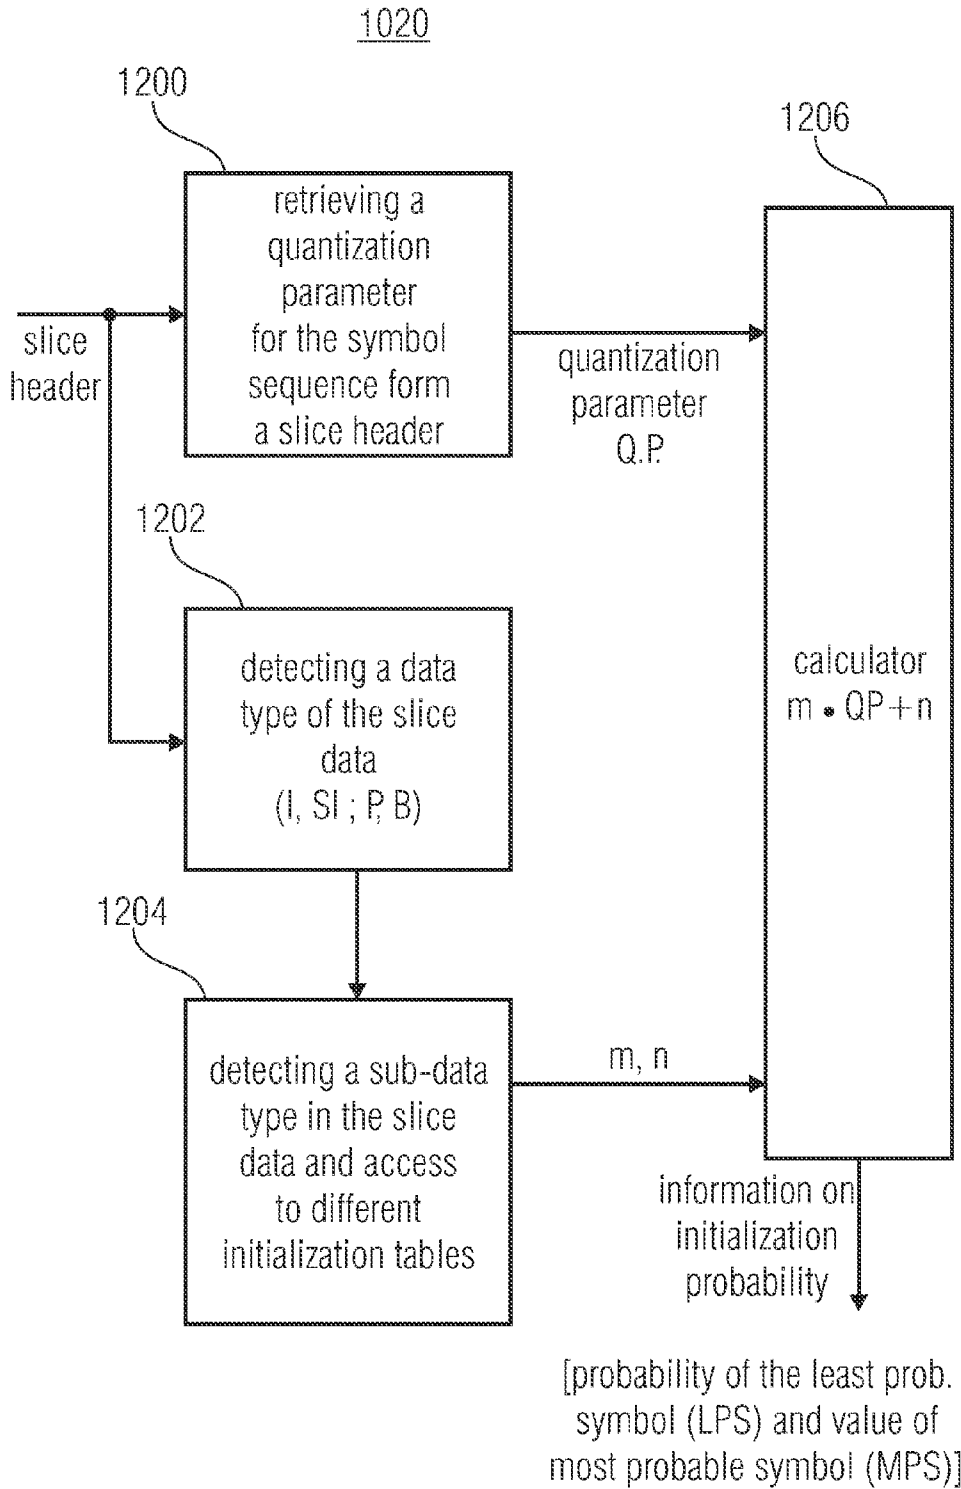 1020
1200
retrieving a
quantization
parameter
for the symbol
sequence form
a slice header
slice
header
quantization
parameter
Q.P.
1206
calculator
m • QP+n
1202
detecting a data
type of the slice
data
(I, SI ; P, B)
1204
detecting a sub-data
type in the slice
data and access
to different
initialization tables
m, n
information on
initialization
probability
[probability of the least prob.
symbol (LPS) and value of
most probable symbol (MPS)]